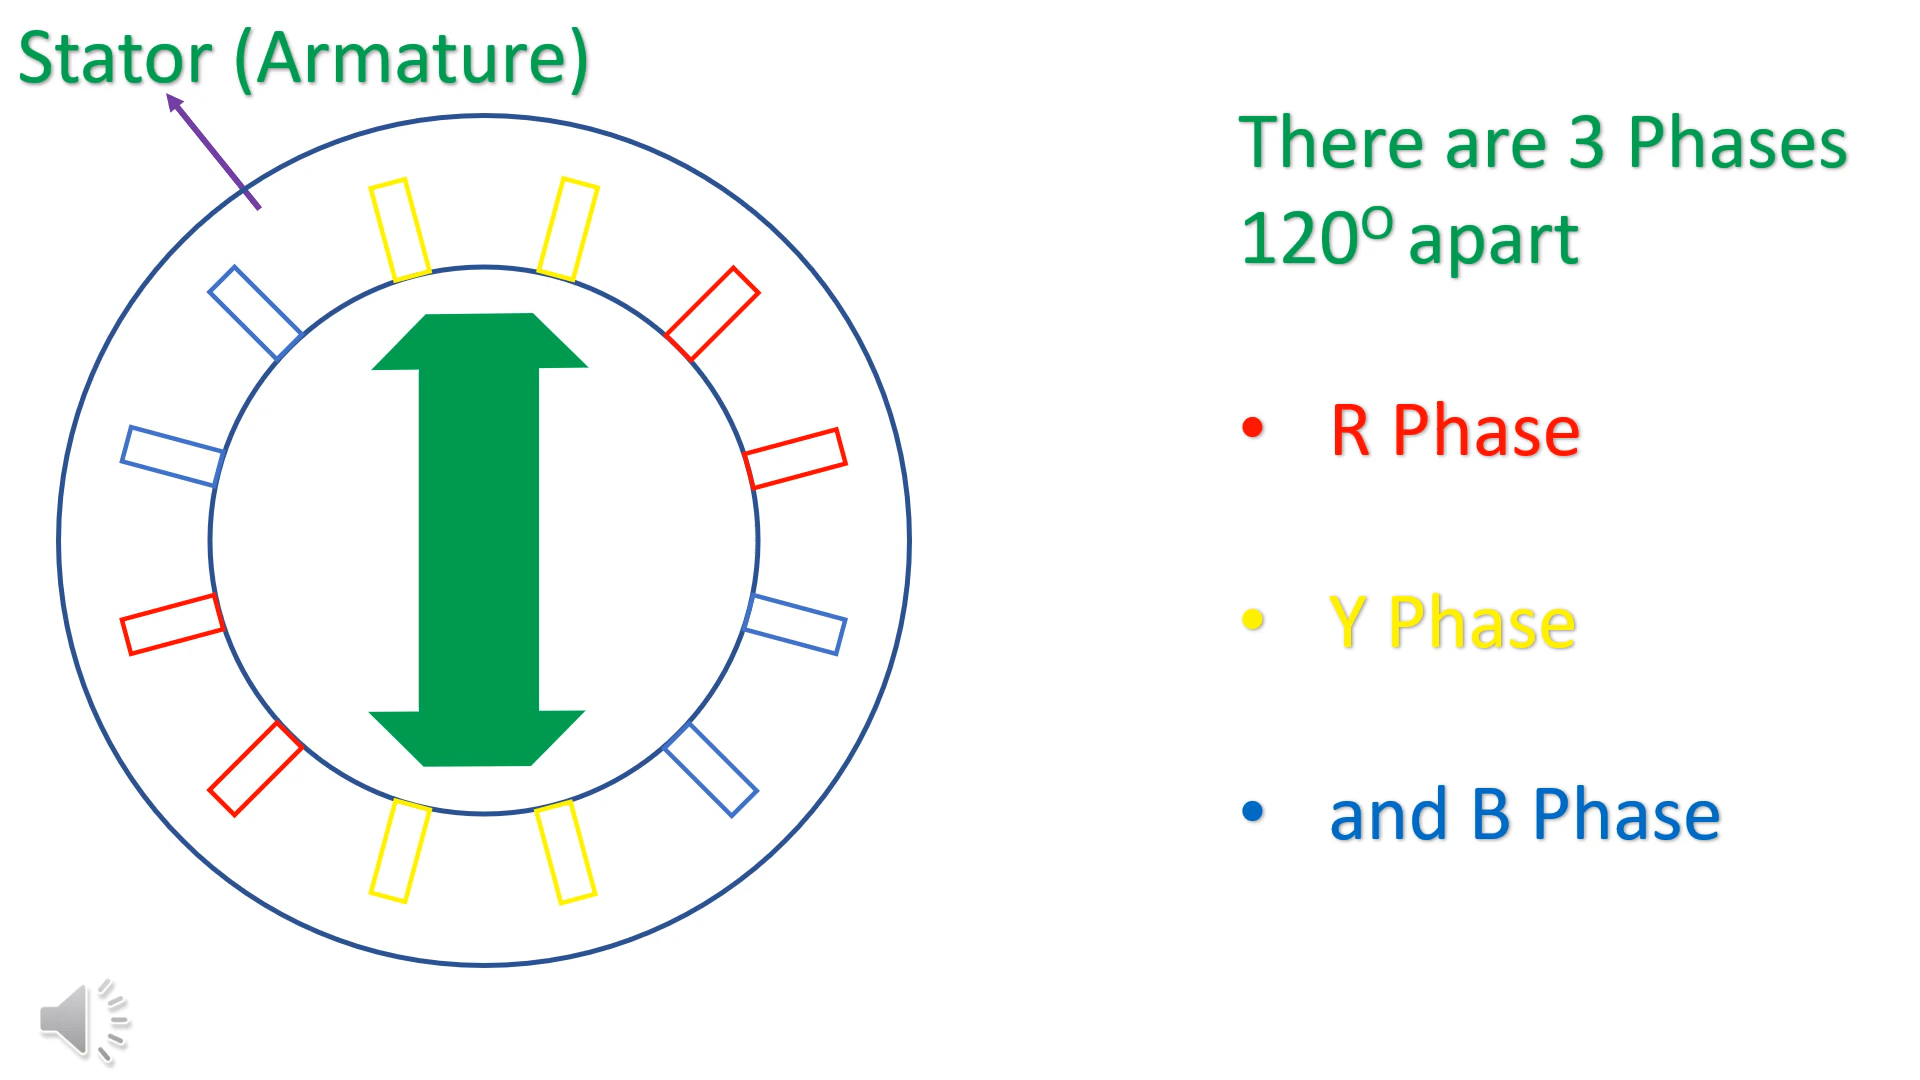 Stator (Armature)
There are 3 Phases
120ᴼ apart
• R Phase
• Y Phase
• and B Phase